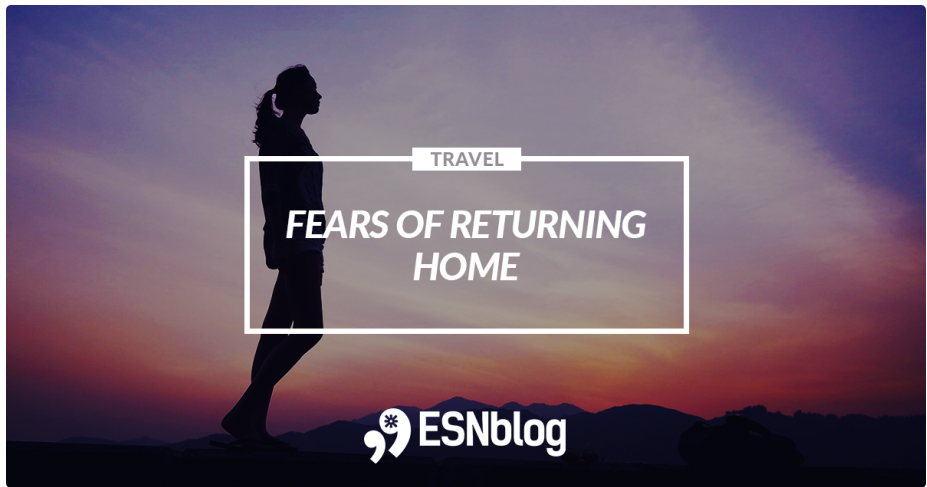 TRAVEL
FEARS OF RETURNING
HOME
ESNblog